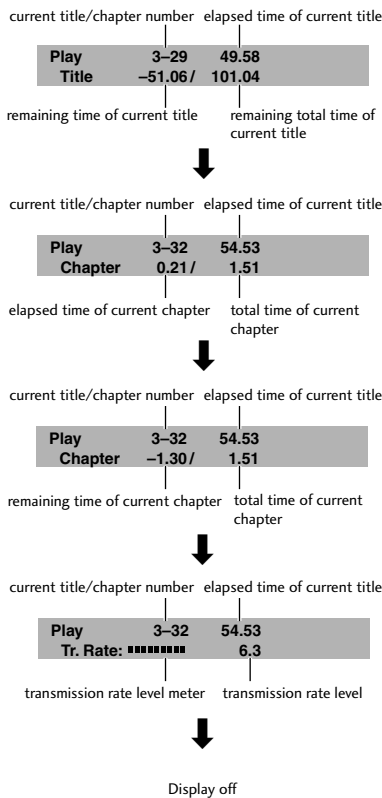 current title/chapter number elapsed time of current title
Play 3–29 49.58
Title –51.06/ 101.04
remaining time of current title remaining total time of
current title
current title/chapter number elapsed time of current title
Play 3–32 54.53
Chapter 0.21/ 1.51
elapsed time of current chapter total time of current
chapter
current title/chapter number elapsed time of current title
Play 3–32 54.53
Chapter –1.30/ 1.51
remaining time of current chapter total time of current
chapter
current title/chapter number elapsed time of current title
Play 3–32 54.53
Tr. Rate: 6.3
transmission rate level meter transmission rate level
Display off